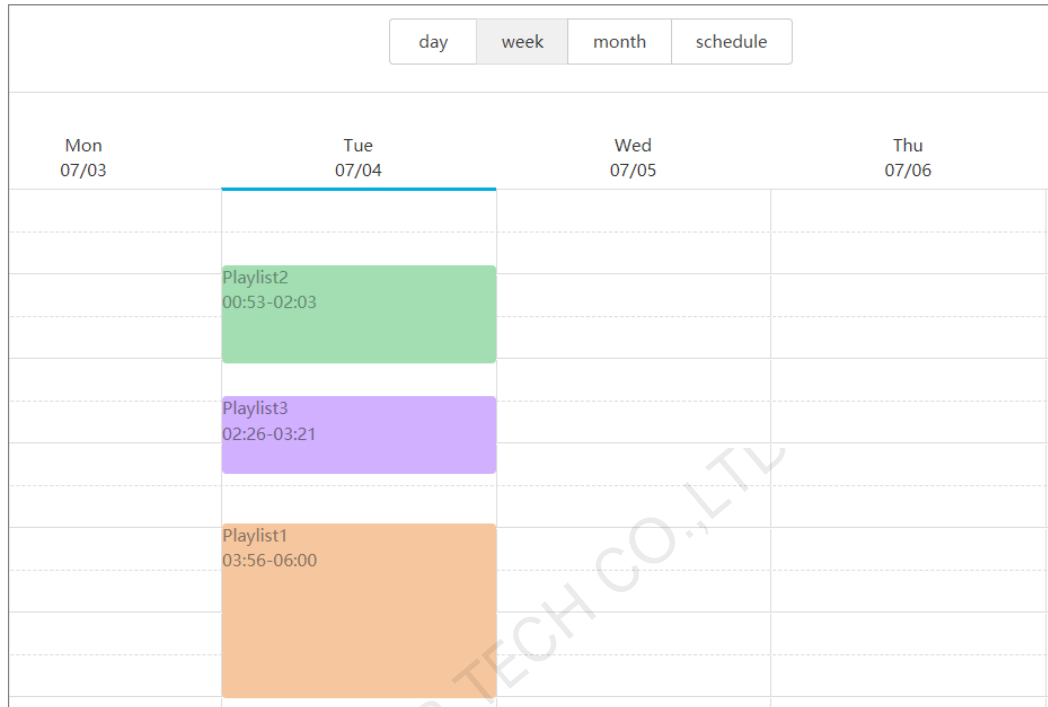 day week month schedule
Mon Tue Wed Thu
07/03 07/04 07/05 07/06
Playlist2
00:53-02:03
Playlist3
02:26-03:21
Playlist1
03:56-06:00
TECH CO.,LTD